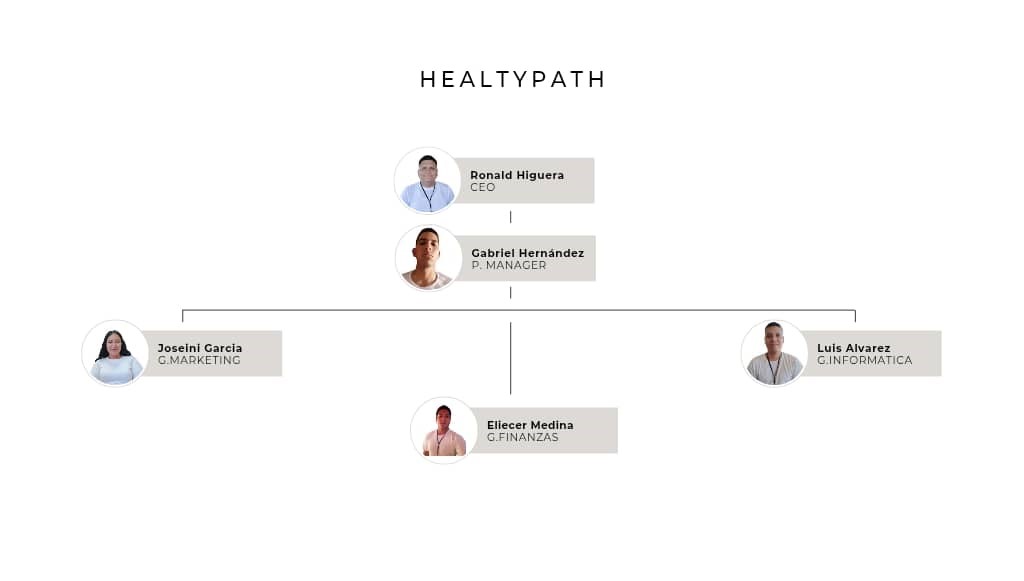 HEALTYPATH
Ronald Higuera
CEO
Gabriel Hernández
P. MANAGER
Joseini Garcia
G.MARKETING
Luis Alvarez
G.INFORMATICA
Eliecer Medina
G.FINANZAS